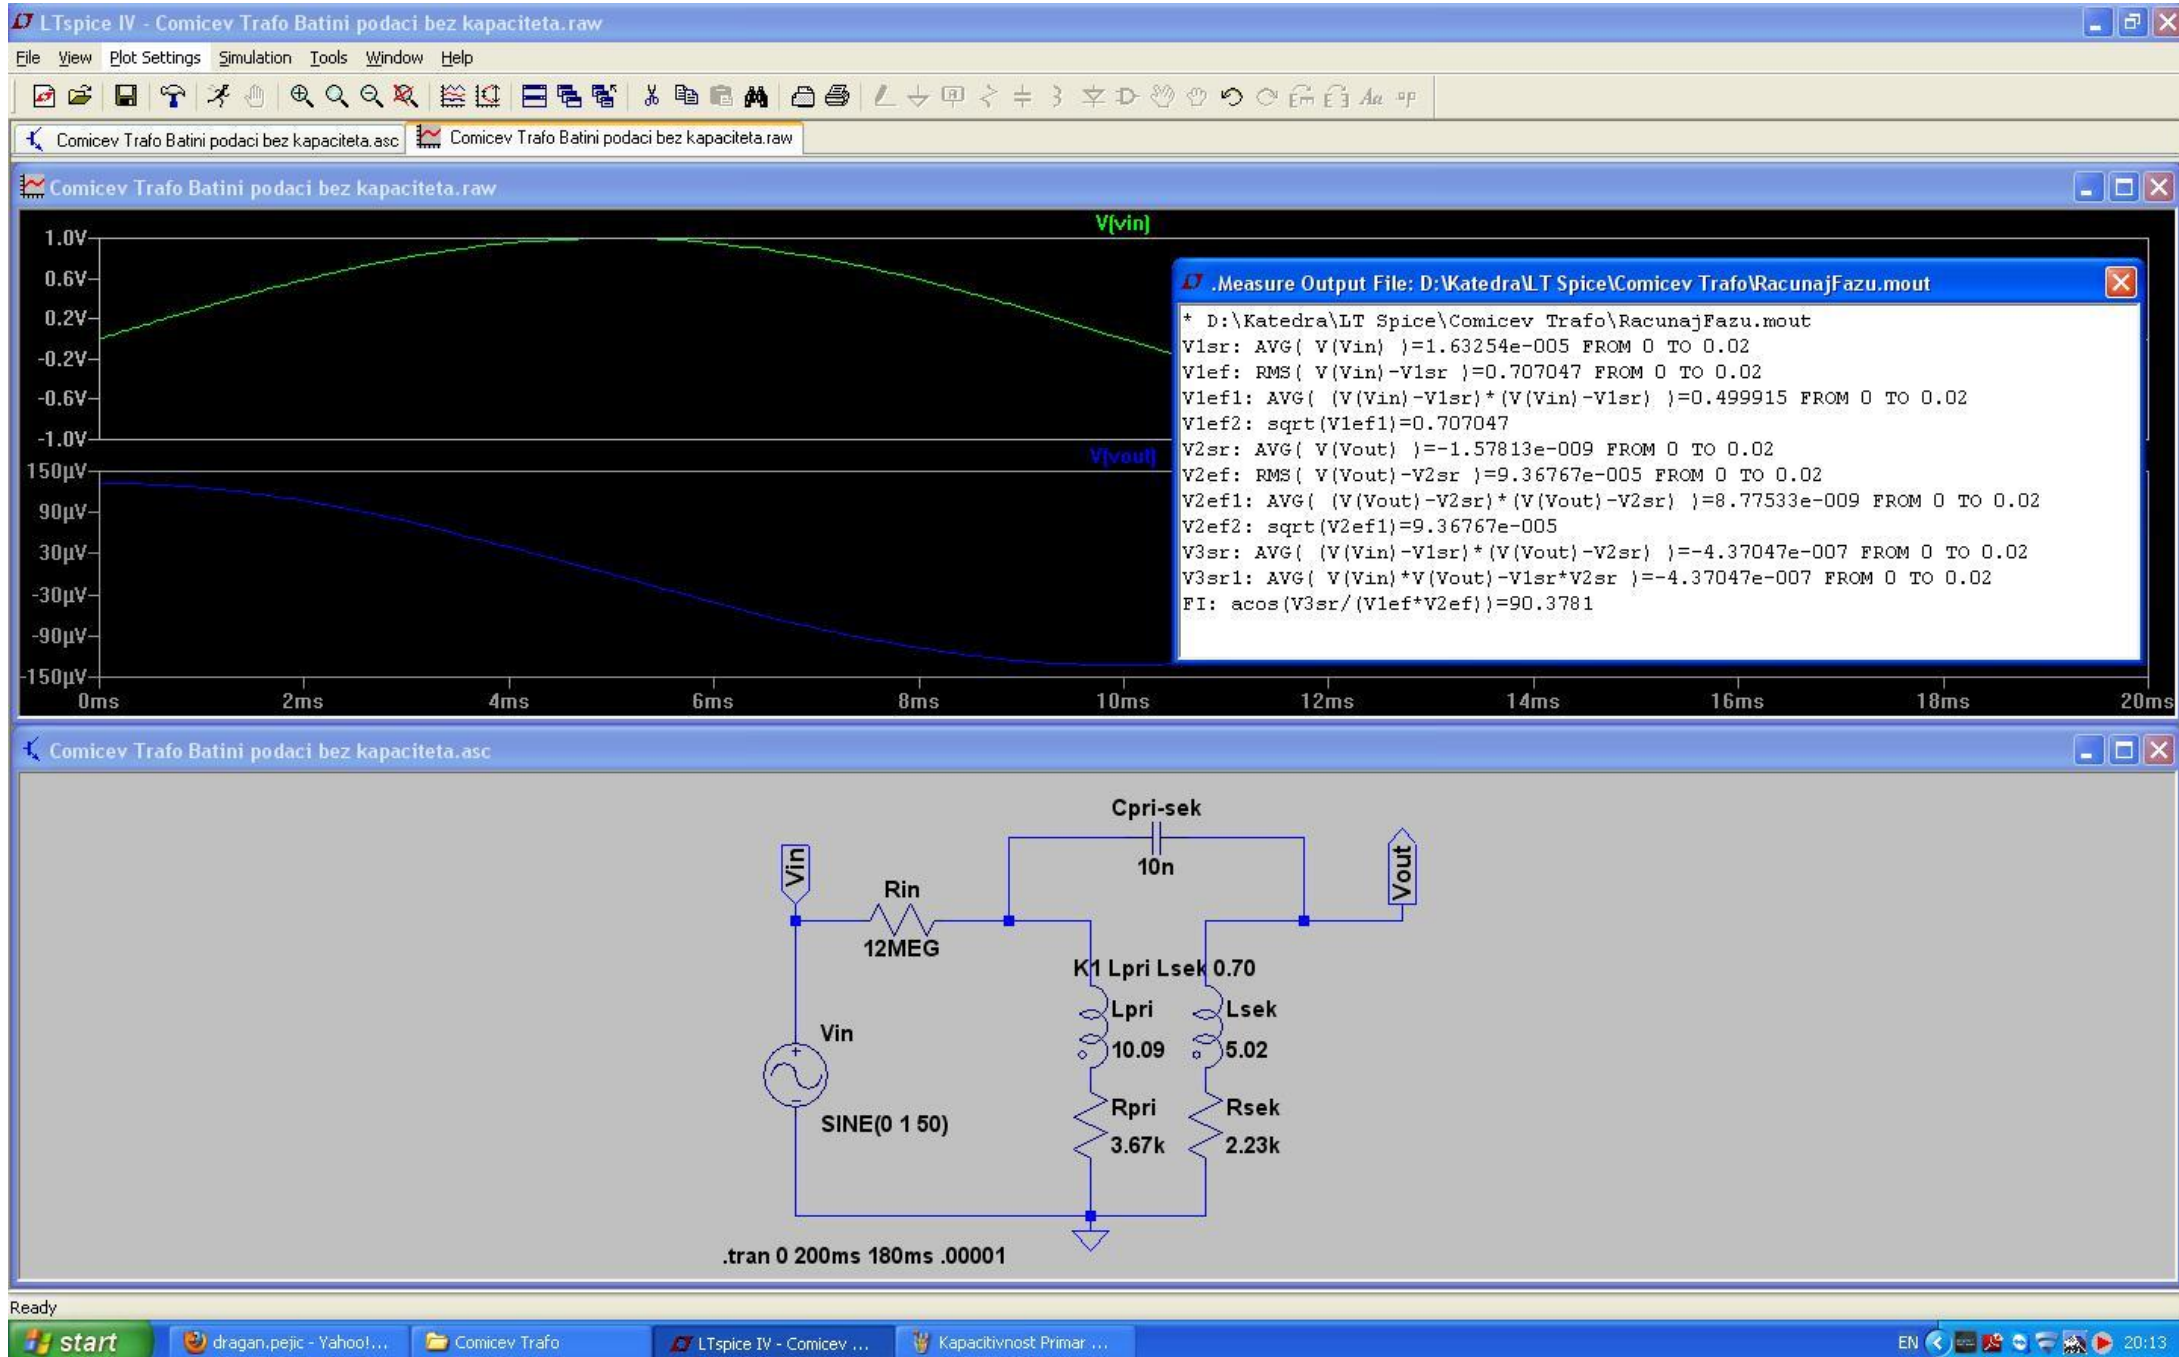 LTspice IV - Comicev Trafo Batini podaci bez kapaciteta.raw
File View Plot Settings Simulation Tools Window Help
Comicev Trafo Batini podaci bez kapaciteta.asc Comicev Trafo Batini podaci bez kapaciteta.raw
Comicev Trafo Batini podaci bez kapaciteta.raw
V(vin)
1.0V
0.6V
0.2V
-0.2V
-0.6V
-1.0V
V(vout)
150µV
90µV
30µV
-30µV
-90µV
-150µV
0ms 2ms 4ms 6ms 8ms 10ms 12ms 14ms 16ms 18ms 20ms
.Measure Output File: D:\Katedra\LT Spice\Comicev Trafo\RacunajFazu.mout
* D:\Katedra\LT Spice\Comicev Trafo\RacunajFazu.mout
V1sr: AVG( V(Vin) )=1.63254e-005 FROM 0 TO 0.02
V1ef: RMS( V(Vin)-V1sr )=0.707047 FROM 0 TO 0.02
V1ef1: AVG( (V(Vin)-V1sr)*(V(Vin)-V1sr) )=0.499915 FROM 0 TO 0.02
V1ef2: sqrt(V1ef1)=0.707047
V2sr: AVG( V(Vout) )=-1.57813e-009 FROM 0 TO 0.02
V2ef: RMS( V(Vout)-V2sr )=9.36767e-005 FROM 0 TO 0.02
V2ef1: AVG( (V(Vout)-V2sr)*(V(Vout)-V2sr) )=8.77533e-009 FROM 0 TO 0.02
V2ef2: sqrt(V2ef1)=9.36767e-005
V3sr: AVG( (V(Vin)-V1sr)*(V(Vout)-V2sr) )=-4.37047e-007 FROM 0 TO 0.02
V3sr1: AVG( V(Vin)*V(Vout)-V1sr*V2sr )=-4.37047e-007 FROM 0 TO 0.02
FI: acos(V3sr/(V1ef*V2ef))=90.3781
Comicev Trafo Batini podaci bez kapaciteta.asc
Cpri-sek
10n
Vin
Vout
Rin
12MEG
K1 Lpri Lsek 0.70
Lpri
10.09
Lsek
5.02
Vin
SINE(0 1 50)
Rpri
3.67k
Rsek
2.23k
.tran 0 200ms 180ms .00001
Ready
start dragan.pejic - Yahoo!... Comicev Trafo LTspice IV - Comicev ... Kapacitivnost Primar ... EN 20:13